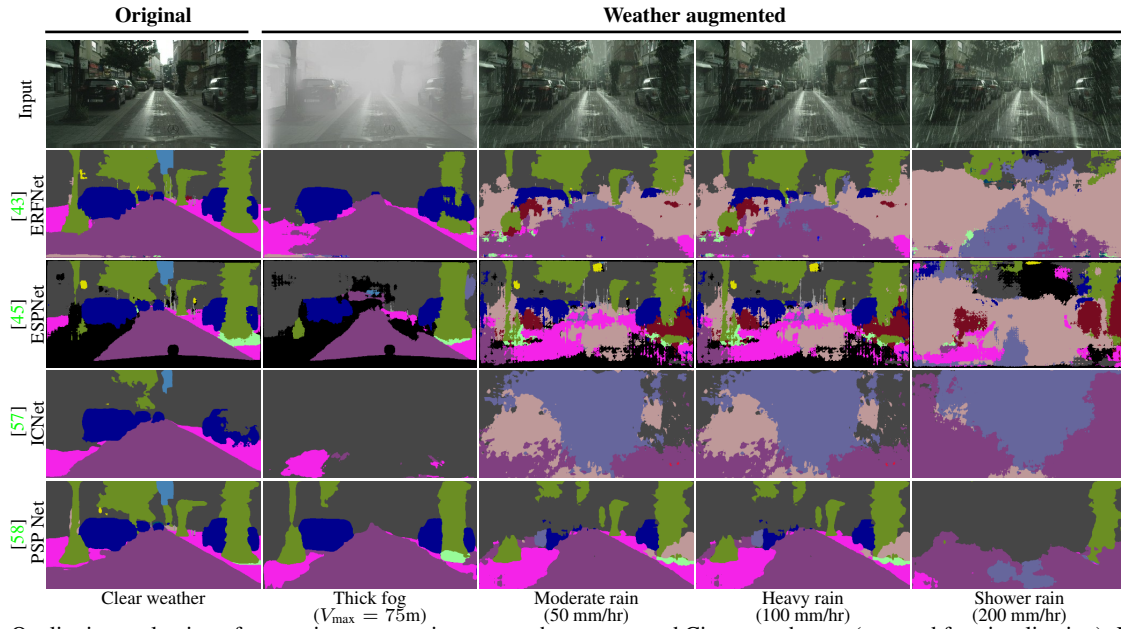 Original
Weather augmented
Input
[43]
ERFNet
[45]
ESPNet
[57]
ICNet
[58]
PSP Net
Clear weather
Thick fog
(Vmax = 75m)
Moderate rain
(50 mm/hr)
Heavy rain
(100 mm/hr)
Shower rain
(200 mm/hr)